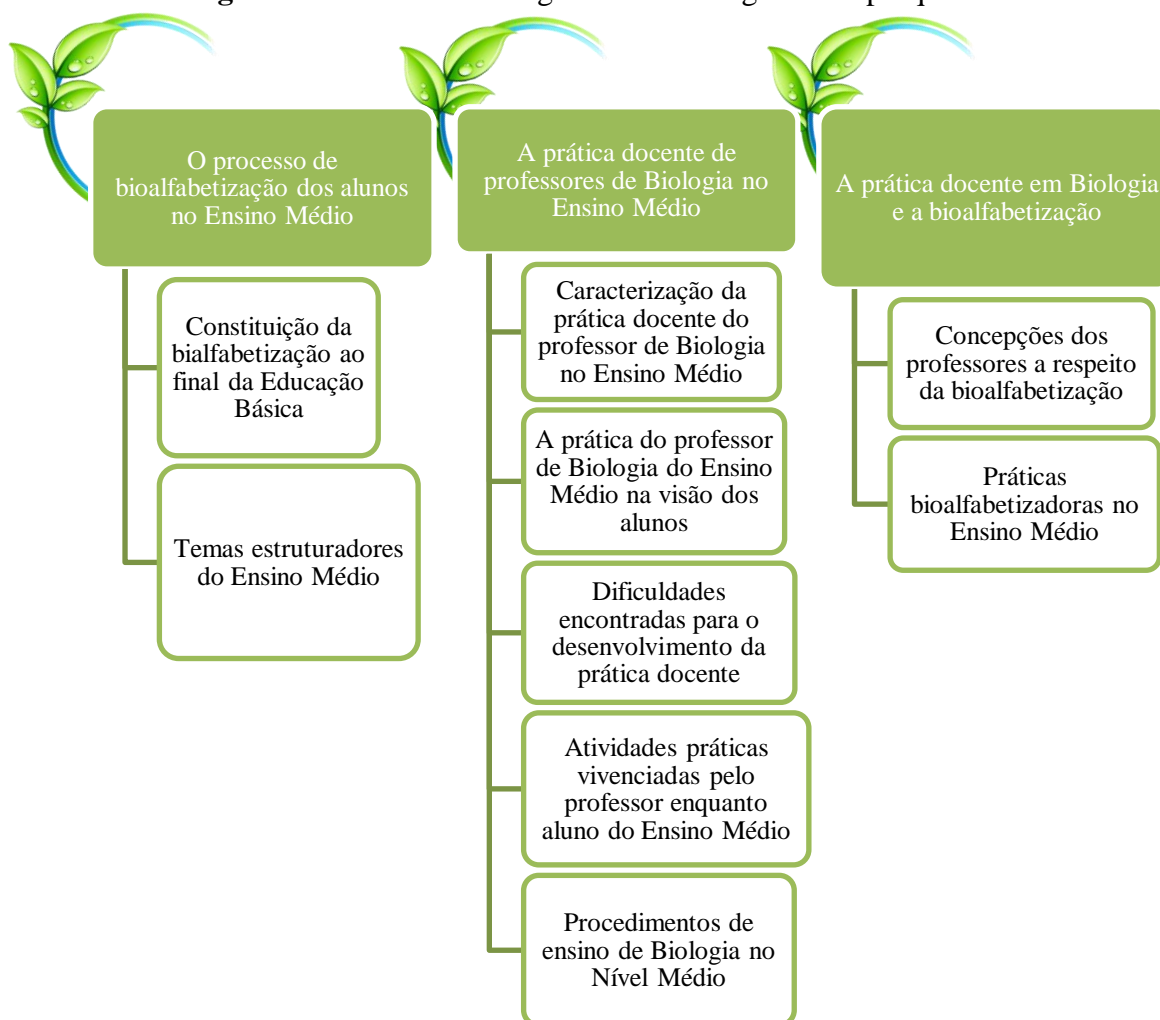 O processo de
bioalfabetização dos alunos
no Ensino Médio
Constituição da
bialfabetização ao
final da Educação
Básica
Temas estruturadores
do Ensino Médio
A prática docente de
professores de Biologia no
Ensino Médio
Caracterização da
prática docente do
professor de Biologia
no Ensino Médio
A prática do professor
de Biologia do Ensino
Médio na visão dos
alunos
Dificuldades
encontradas para o
desenvolvimento da
prática docente
Atividades práticas
vivenciadas pelo
professor enquanto
aluno do Ensino Médio
Procedimentos de
ensino de Biologia no
Nível Médio
A prática docente em Biologia
e a bioalfabetização
Concepções dos
professores a respeito
da bioalfabetização
Práticas
bioalfabetizadoras no
Ensino Médio